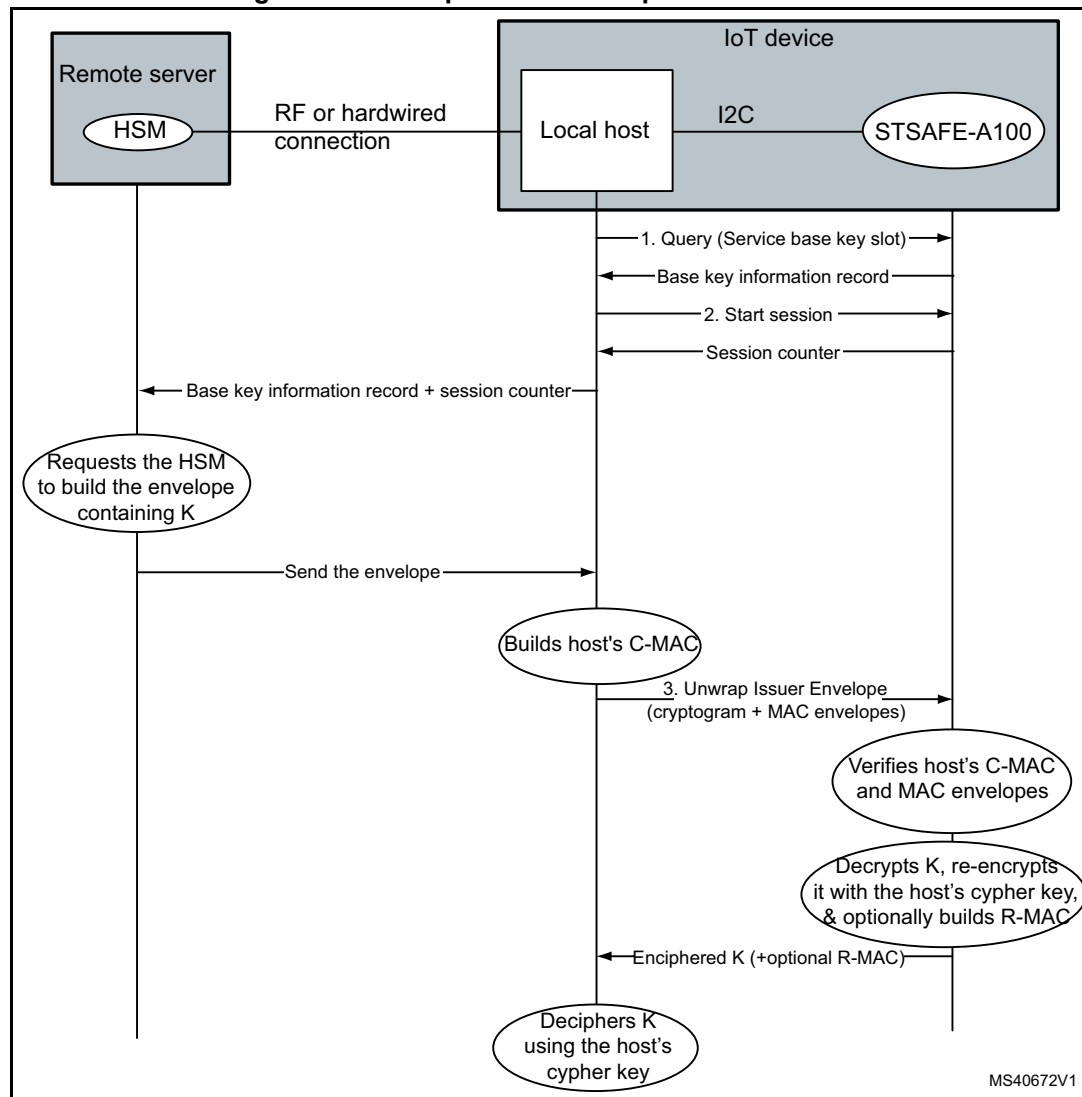 IoT device
Remote server
HSM
RF or hardwired
connection
Local host
I2C
STSAFE-A100
1. Query (Service base key slot)
Base key information record
2. Start session
Session counter
Base key information record + session counter
Requests the HSM
to build the envelope
containing K
Send the envelope
Builds host's C-MAC
3. Unwrap Issuer Envelope
(cryptogram + MAC envelopes)
Verifies host’s C-MAC
and MAC envelopes
Decrypts K, re-encrypts
it with the host’s cypher key,
& optionally builds R-MAC
Enciphered K (+optional R-MAC)
Deciphers K
using the host’s
cypher key
MS40672V1